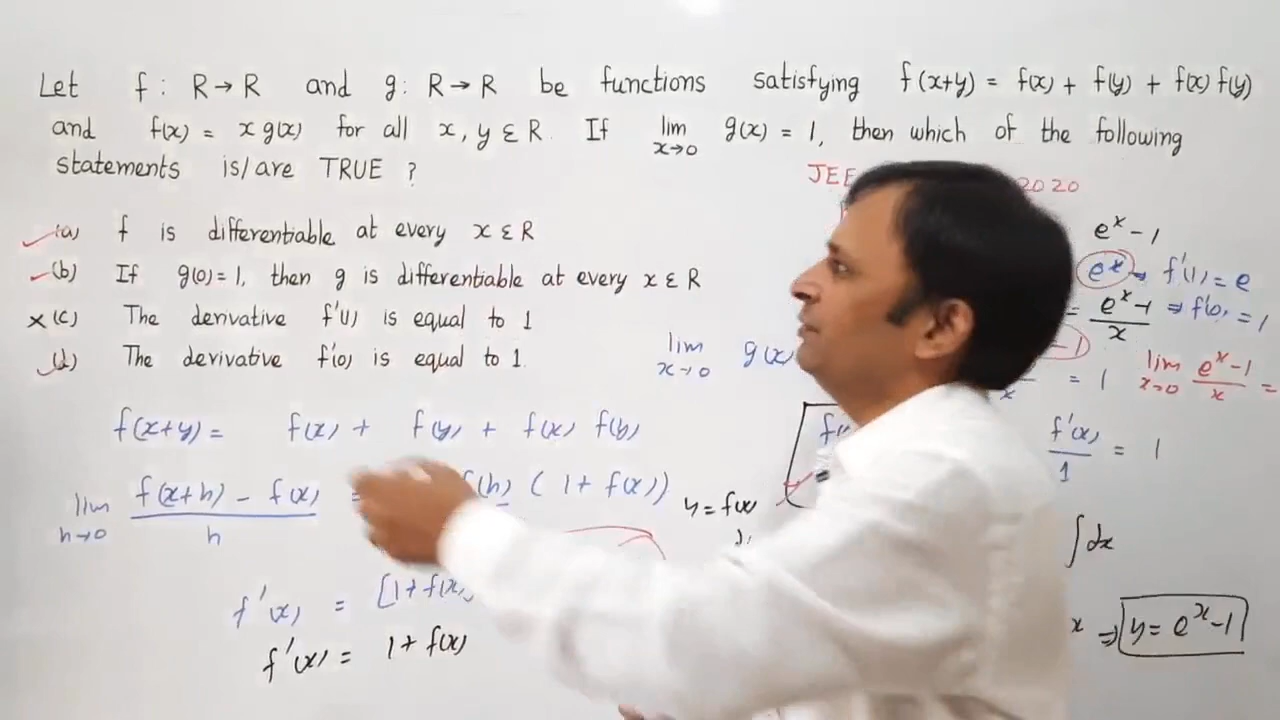 Let f : R→R and g: R→R be functions satisfying f(x+y) = f(x) + f(y) + f(x) f(y)
and f(x) = x g(x) for all x, y ε R. If lim x→0 g(x) = 1, then which of the following
statements is/are TRUE ?
JEE 2020
(a) f is differentiable at every x ε R
(b) If g(0)=1, then g is differentiable at every x ε R
x (c) The derivative f'(1) is equal to 1
(d) The derivative f'(0) is equal to 1.
e^x - 1
e^x → f'(1) = e
= e^x-1 / x ⇒ f'(0) = 1
lim x→0 g(x)
-1
x = 1
lim x→0 e^x-1 / x =
f'(x) / 1 = 1
f(x+y) = f(x) + f(y) + f(x) f(y)
lim h→0 f(x+h) - f(x) / h = f(h) (1 + f(x))
y = f(x)
∫dx
f'(x) = [1+f(x)
f'(x) = 1 + f(x)
x ⇒ y = e^x-1